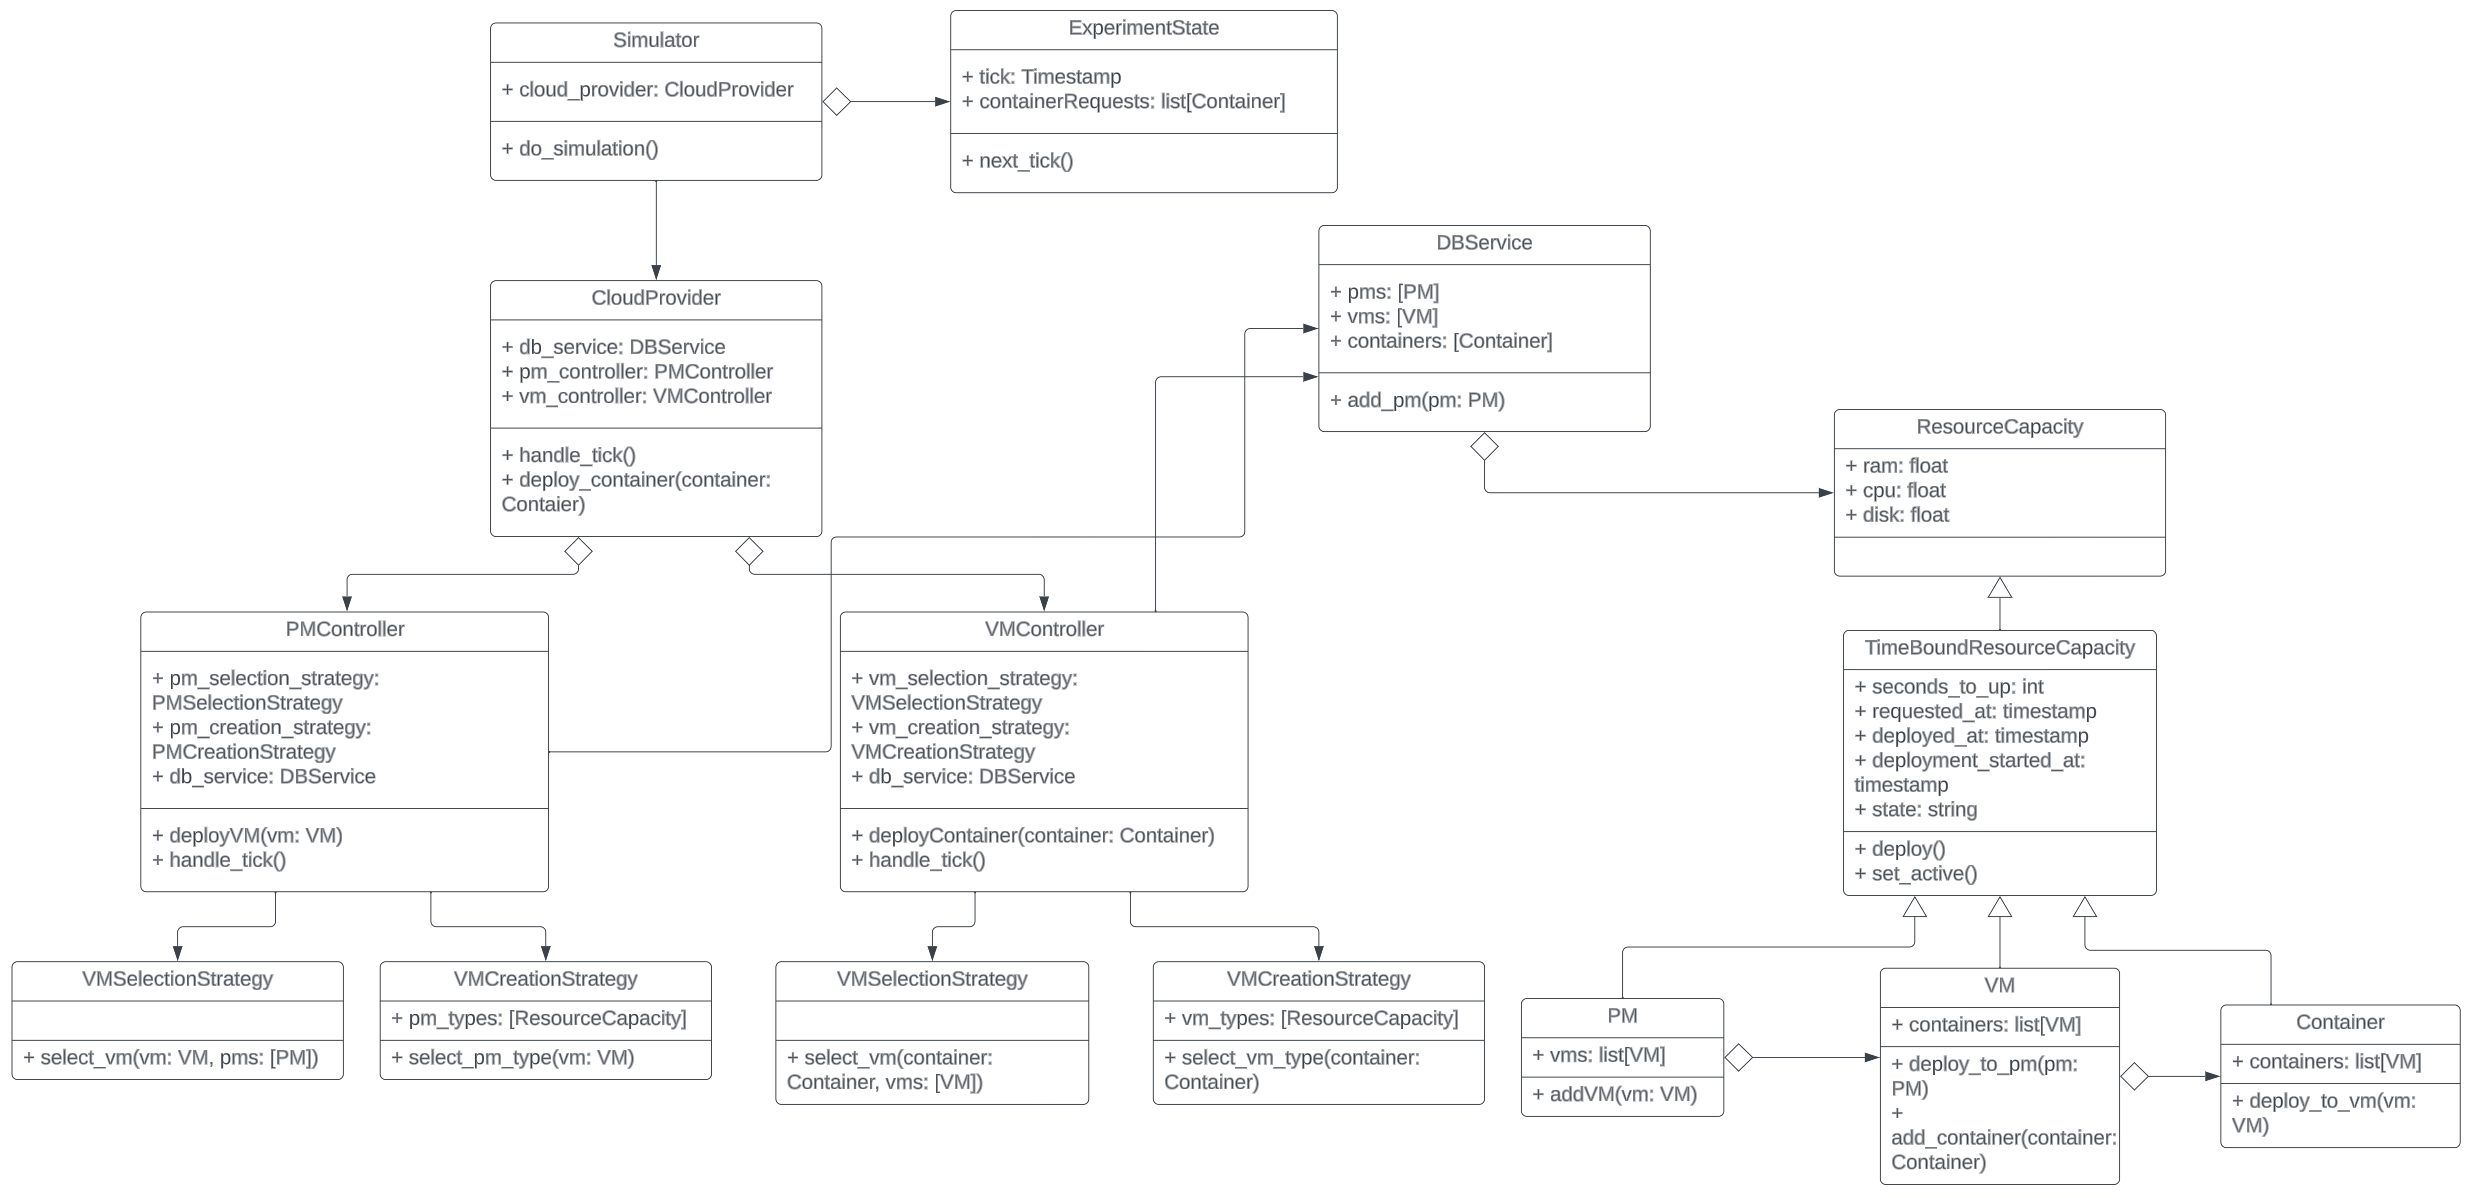 Simulator
+ cloud_provider: CloudProvider
+ do_simulation()
ExperimentState
+ tick: Timestamp
+ containerRequests: list[Container]
+ next_tick()
CloudProvider
+ db_service: DBService
+ pm_controller: PMController
+ vm_controller: VMController
+ handle_tick()
+ deploy_container(container:
Contaier)
DBService
+ pms: [PM]
+ vms: [VM]
+ containers: [Container]
+ add_pm(pm: PM)
ResourceCapacity
+ ram: float
+ cpu: float
+ disk: float
PMController
+ pm_selection_strategy:
PMSelectionStrategy
+ pm_creation_strategy:
PMCreationStrategy
+ db_service: DBService
+ deployVM(vm: VM)
+ handle_tick()
VMController
+ vm_selection_strategy:
VMSelectionStrategy
+ vm_creation_strategy:
VMCreationStrategy
+ db_service: DBService
+ deployContainer(container: Container)
+ handle_tick()
TimeBoundResourceCapacity
+ seconds_to_up: int
+ requested_at: timestamp
+ deployed_at: timestamp
+ deployment_started_at:
timestamp
+ state: string
+ deploy()
+ set_active()
VMSelectionStrategy
+ select_vm(vm: VM, pms: [PM])
VMCreationStrategy
+ pm_types: [ResourceCapacity]
+ select_pm_type(vm: VM)
VMSelectionStrategy
+ select_vm(container:
Container, vms: [VM])
VMCreationStrategy
+ vm_types: [ResourceCapacity]
+ select_vm_type(container:
Container)
PM
+ vms: list[VM]
+ addVM(vm: VM)
VM
+ containers: list[VM]
+ deploy_to_pm(pm:
PM)
+
add_container(container:
Container)
Container
+ containers: list[VM]
+ deploy_to_vm(vm:
VM)